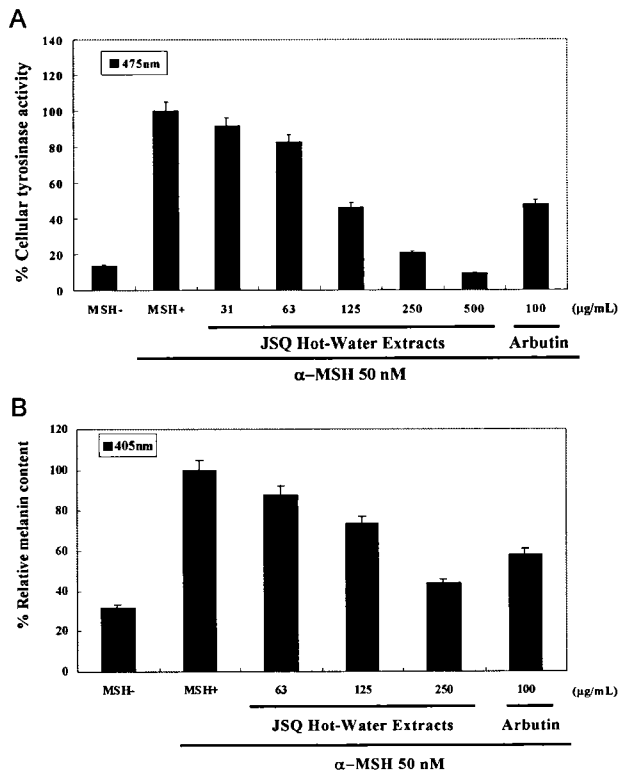 A
140
120
100
80
60
40
20
0
% Cellular tyrosinase activity
475nm
MSH- MSH+ 31 63 125 250 500 100 (μg/mL)
JSQ Hot-Water Extracts Arbutin
α–MSH 50 nM
B
120
100
80
60
40
20
0
% Relative melanin content
405nm
MSH- MSH+ 63 125 250 100 (μg/mL)
JSQ Hot-Water Extracts Arbutin
α–MSH 50 nM